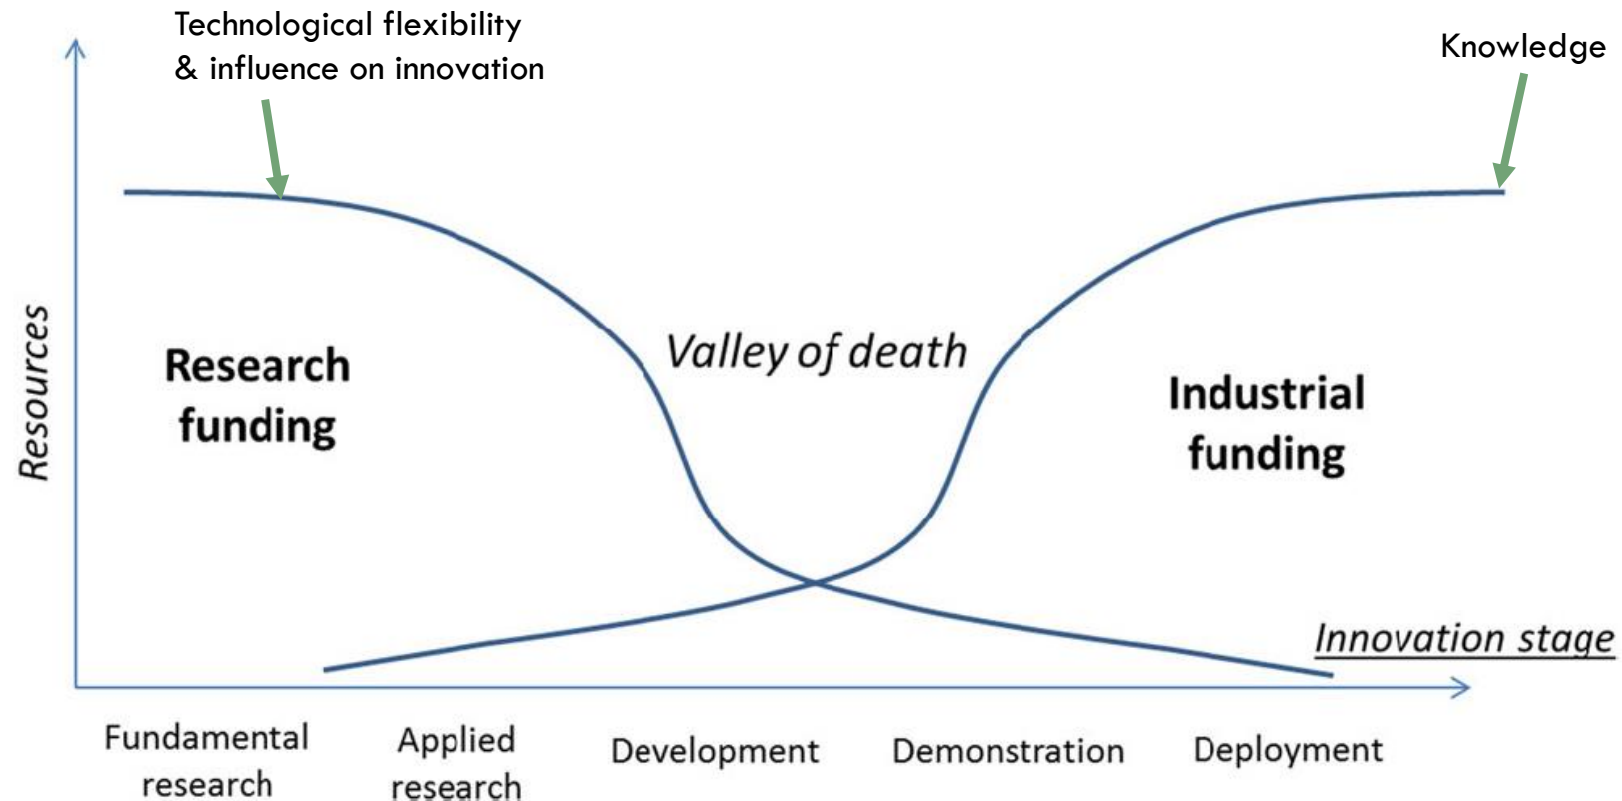 Technological flexibility
& influence on innovation
Knowledge
Resources
Research
funding
Valley of death
Industrial
funding
Innovation stage
Fundamental
research
Applied
research
Development
Demonstration
Deployment